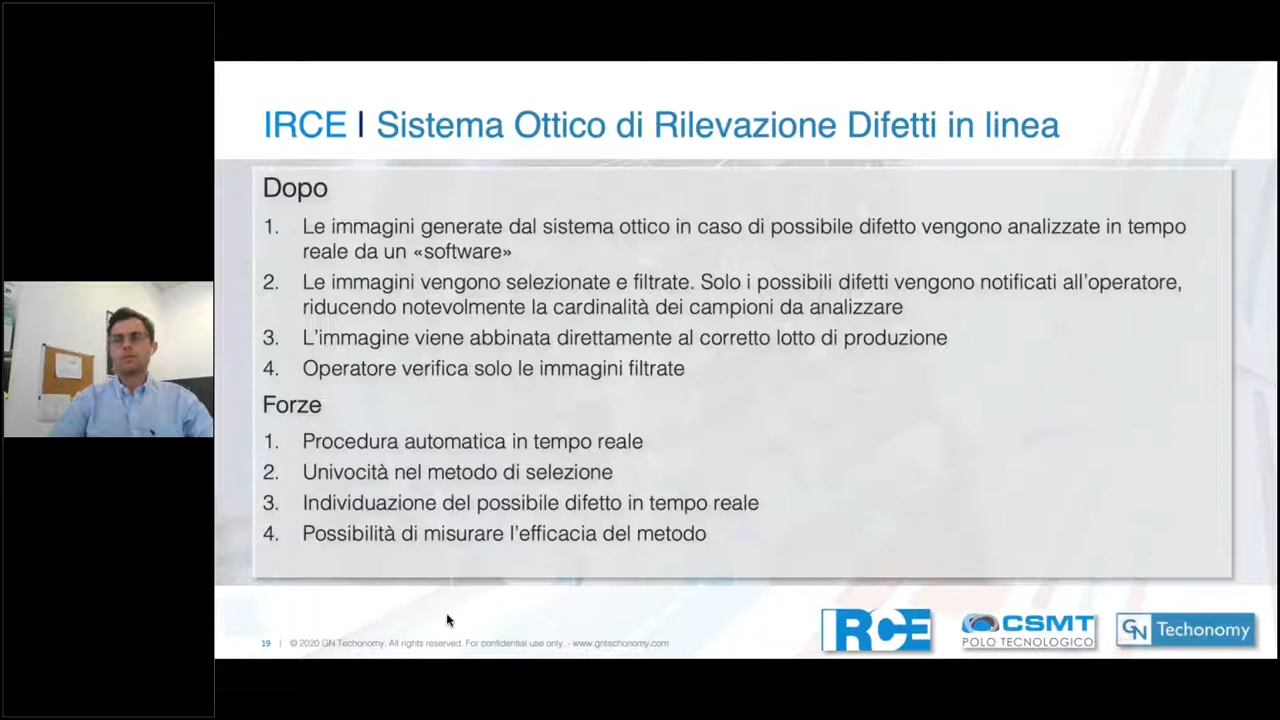 IRCE | Sistema Ottico di Rilevazione Difetti in linea
Dopo
1. Le immagini generate dal sistema ottico in caso di possibile difetto vengono analizzate in tempo
reale da un «software»
2. Le immagini vengono selezionate e filtrate. Solo i possibili difetti vengono notificati all'operatore,
riducendo notevolmente la cardinalità dei campioni da analizzare
3. L'immagine viene abbinata direttamente al corretto lotto di produzione
4. Operatore verifica solo le immagini filtrate
Forze
1. Procedura automatica in tempo reale
2. Univocità nel metodo di selezione
3. Individuazione del possibile difetto in tempo reale
4. Possibilità di misurare l'efficacia del metodo
19 | © 2020 GN Techonomy. All rights reserved. For confidential use only. - www.gntechonomy.com
IRCE
CSMT
POLO TECNOLOGICO
GN Techonomy